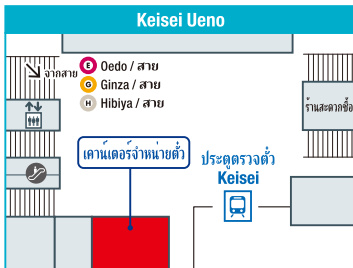 Keisei Ueno
จากสาย
E Oedo / สาย
G Ginza / สาย
H Hibiya / สาย
ร้านสะดวกซื้อ
เคาน์เตอร์จำหน่ายตั๋ว
ประตูตรวจตั๋ว
Keisei